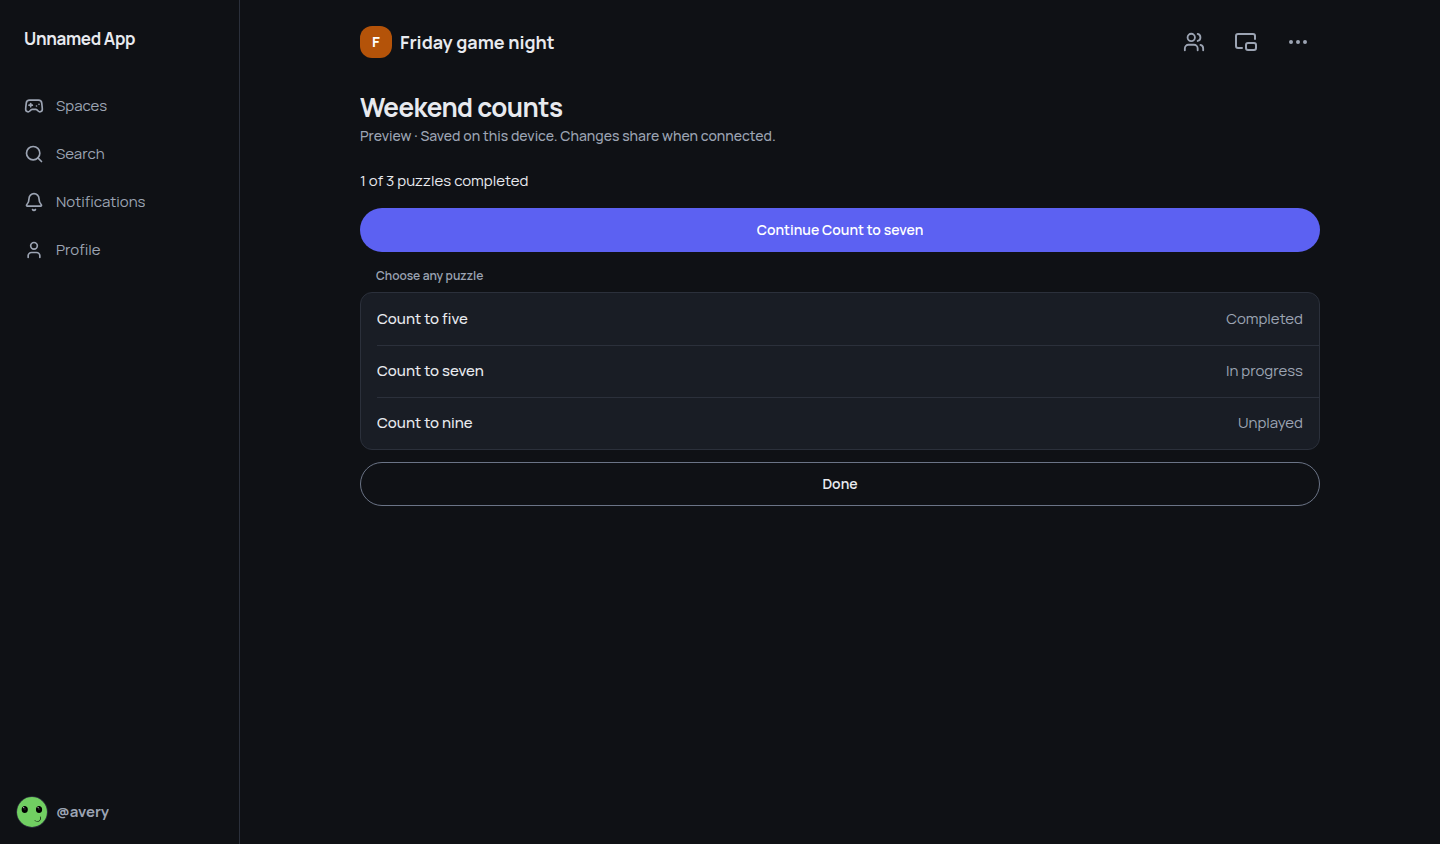 Unnamed App
Spaces
Search
Notifications
Profile
@avery
F Friday game night
Weekend counts
Preview · Saved on this device. Changes share when connected.
1 of 3 puzzles completed
Continue Count to seven
Choose any puzzle
Count to five Completed
Count to seven In progress
Count to nine Unplayed
Done